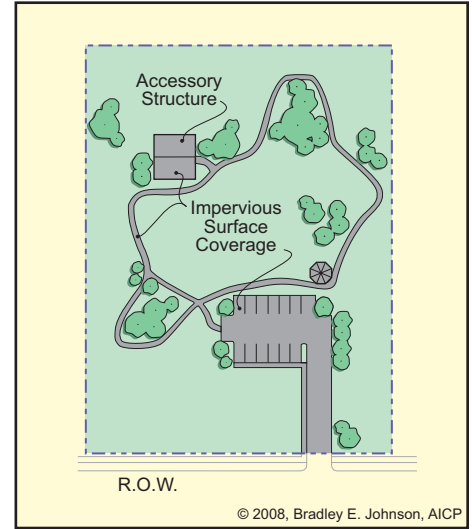 Accessory
Structure
Impervious
Surface
Coverage
R.O.W.
© 2008, Bradley E. Johnson, AICP